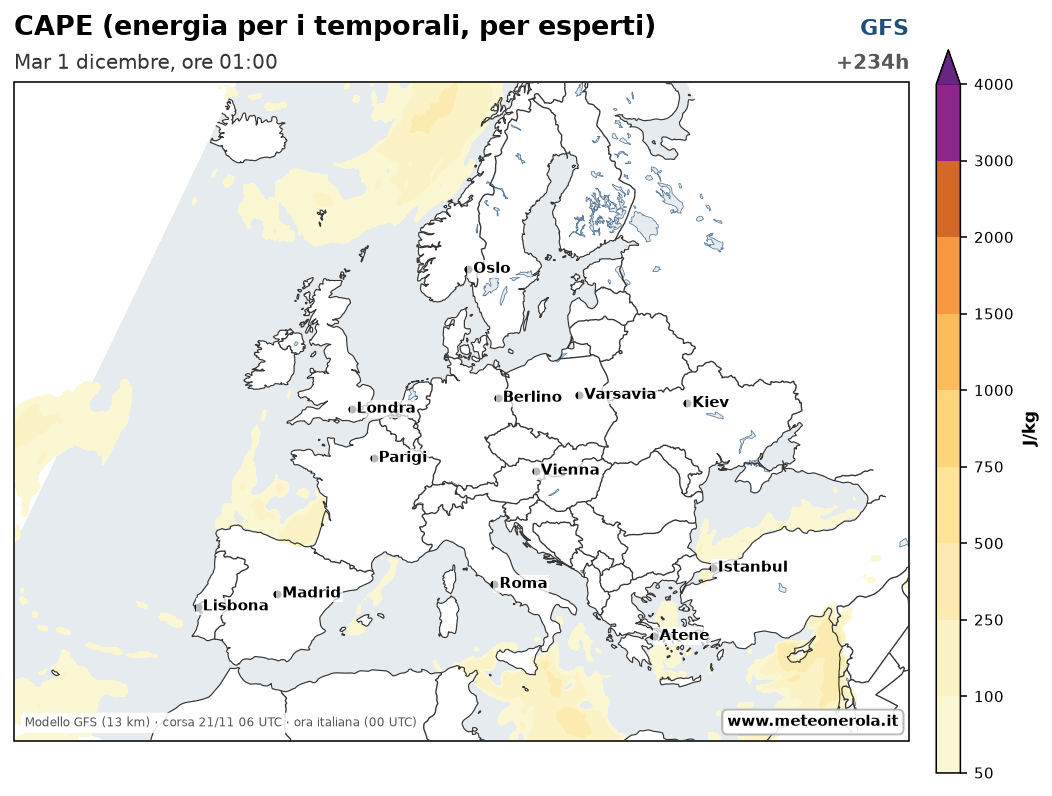 CAPE (energia per i temporali, per esperti)
GFS
Mar 1 dicembre, ore 01:00
+234h
4000
3000
2000
1500
1000
750
500
250
100
50
J/kg
Oslo
Londra
Berlino
Varsavia
Kiev
Parigi
Vienna
Istanbul
Roma
Madrid
Lisbona
Atene
Modello GFS (13 km) · corsa 21/11 06 UTC · ora italiana (00 UTC)
www.meteonerola.it